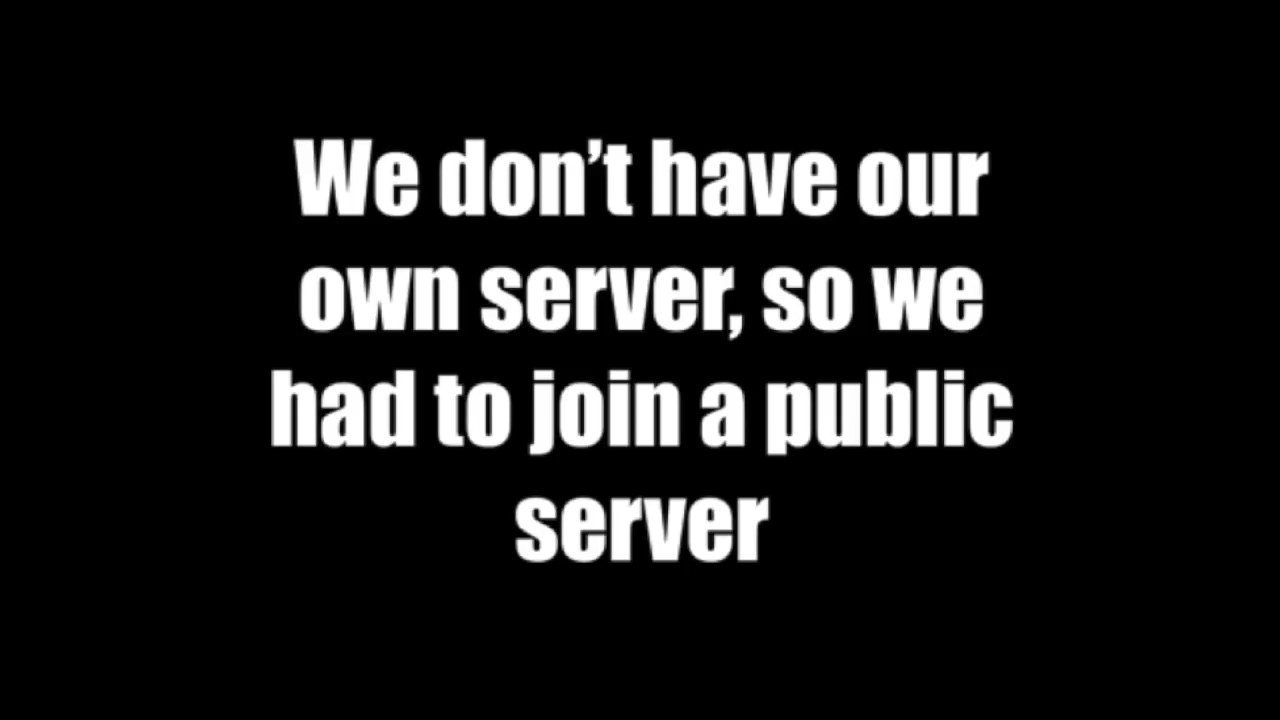 We don’t have our
own server, so we
had to join a public
server